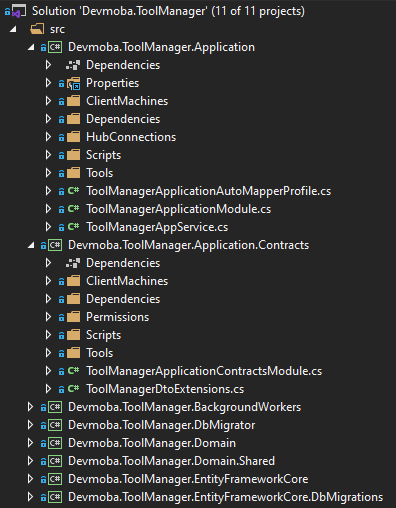 Solution 'Devmoba.ToolManager' (11 of 11 projects)
src
C# Devmoba.ToolManager.Application
Dependencies
Properties
ClientMachines
Dependencies
HubConnections
Scripts
Tools
C# ToolManagerApplicationAutoMapperProfile.cs
C# ToolManagerApplicationModule.cs
C# ToolManagerAppService.cs
C# Devmoba.ToolManager.Application.Contracts
Dependencies
ClientMachines
Dependencies
Permissions
Scripts
Tools
C# ToolManagerApplicationContractsModule.cs
C# ToolManagerDtoExtensions.cs
C# Devmoba.ToolManager.BackgroundWorkers
C# Devmoba.ToolManager.DbMigrator
C# Devmoba.ToolManager.Domain
C# Devmoba.ToolManager.Domain.Shared
C# Devmoba.ToolManager.EntityFrameworkCore
C# Devmoba.ToolManager.EntityFrameworkCore.DbMigrations